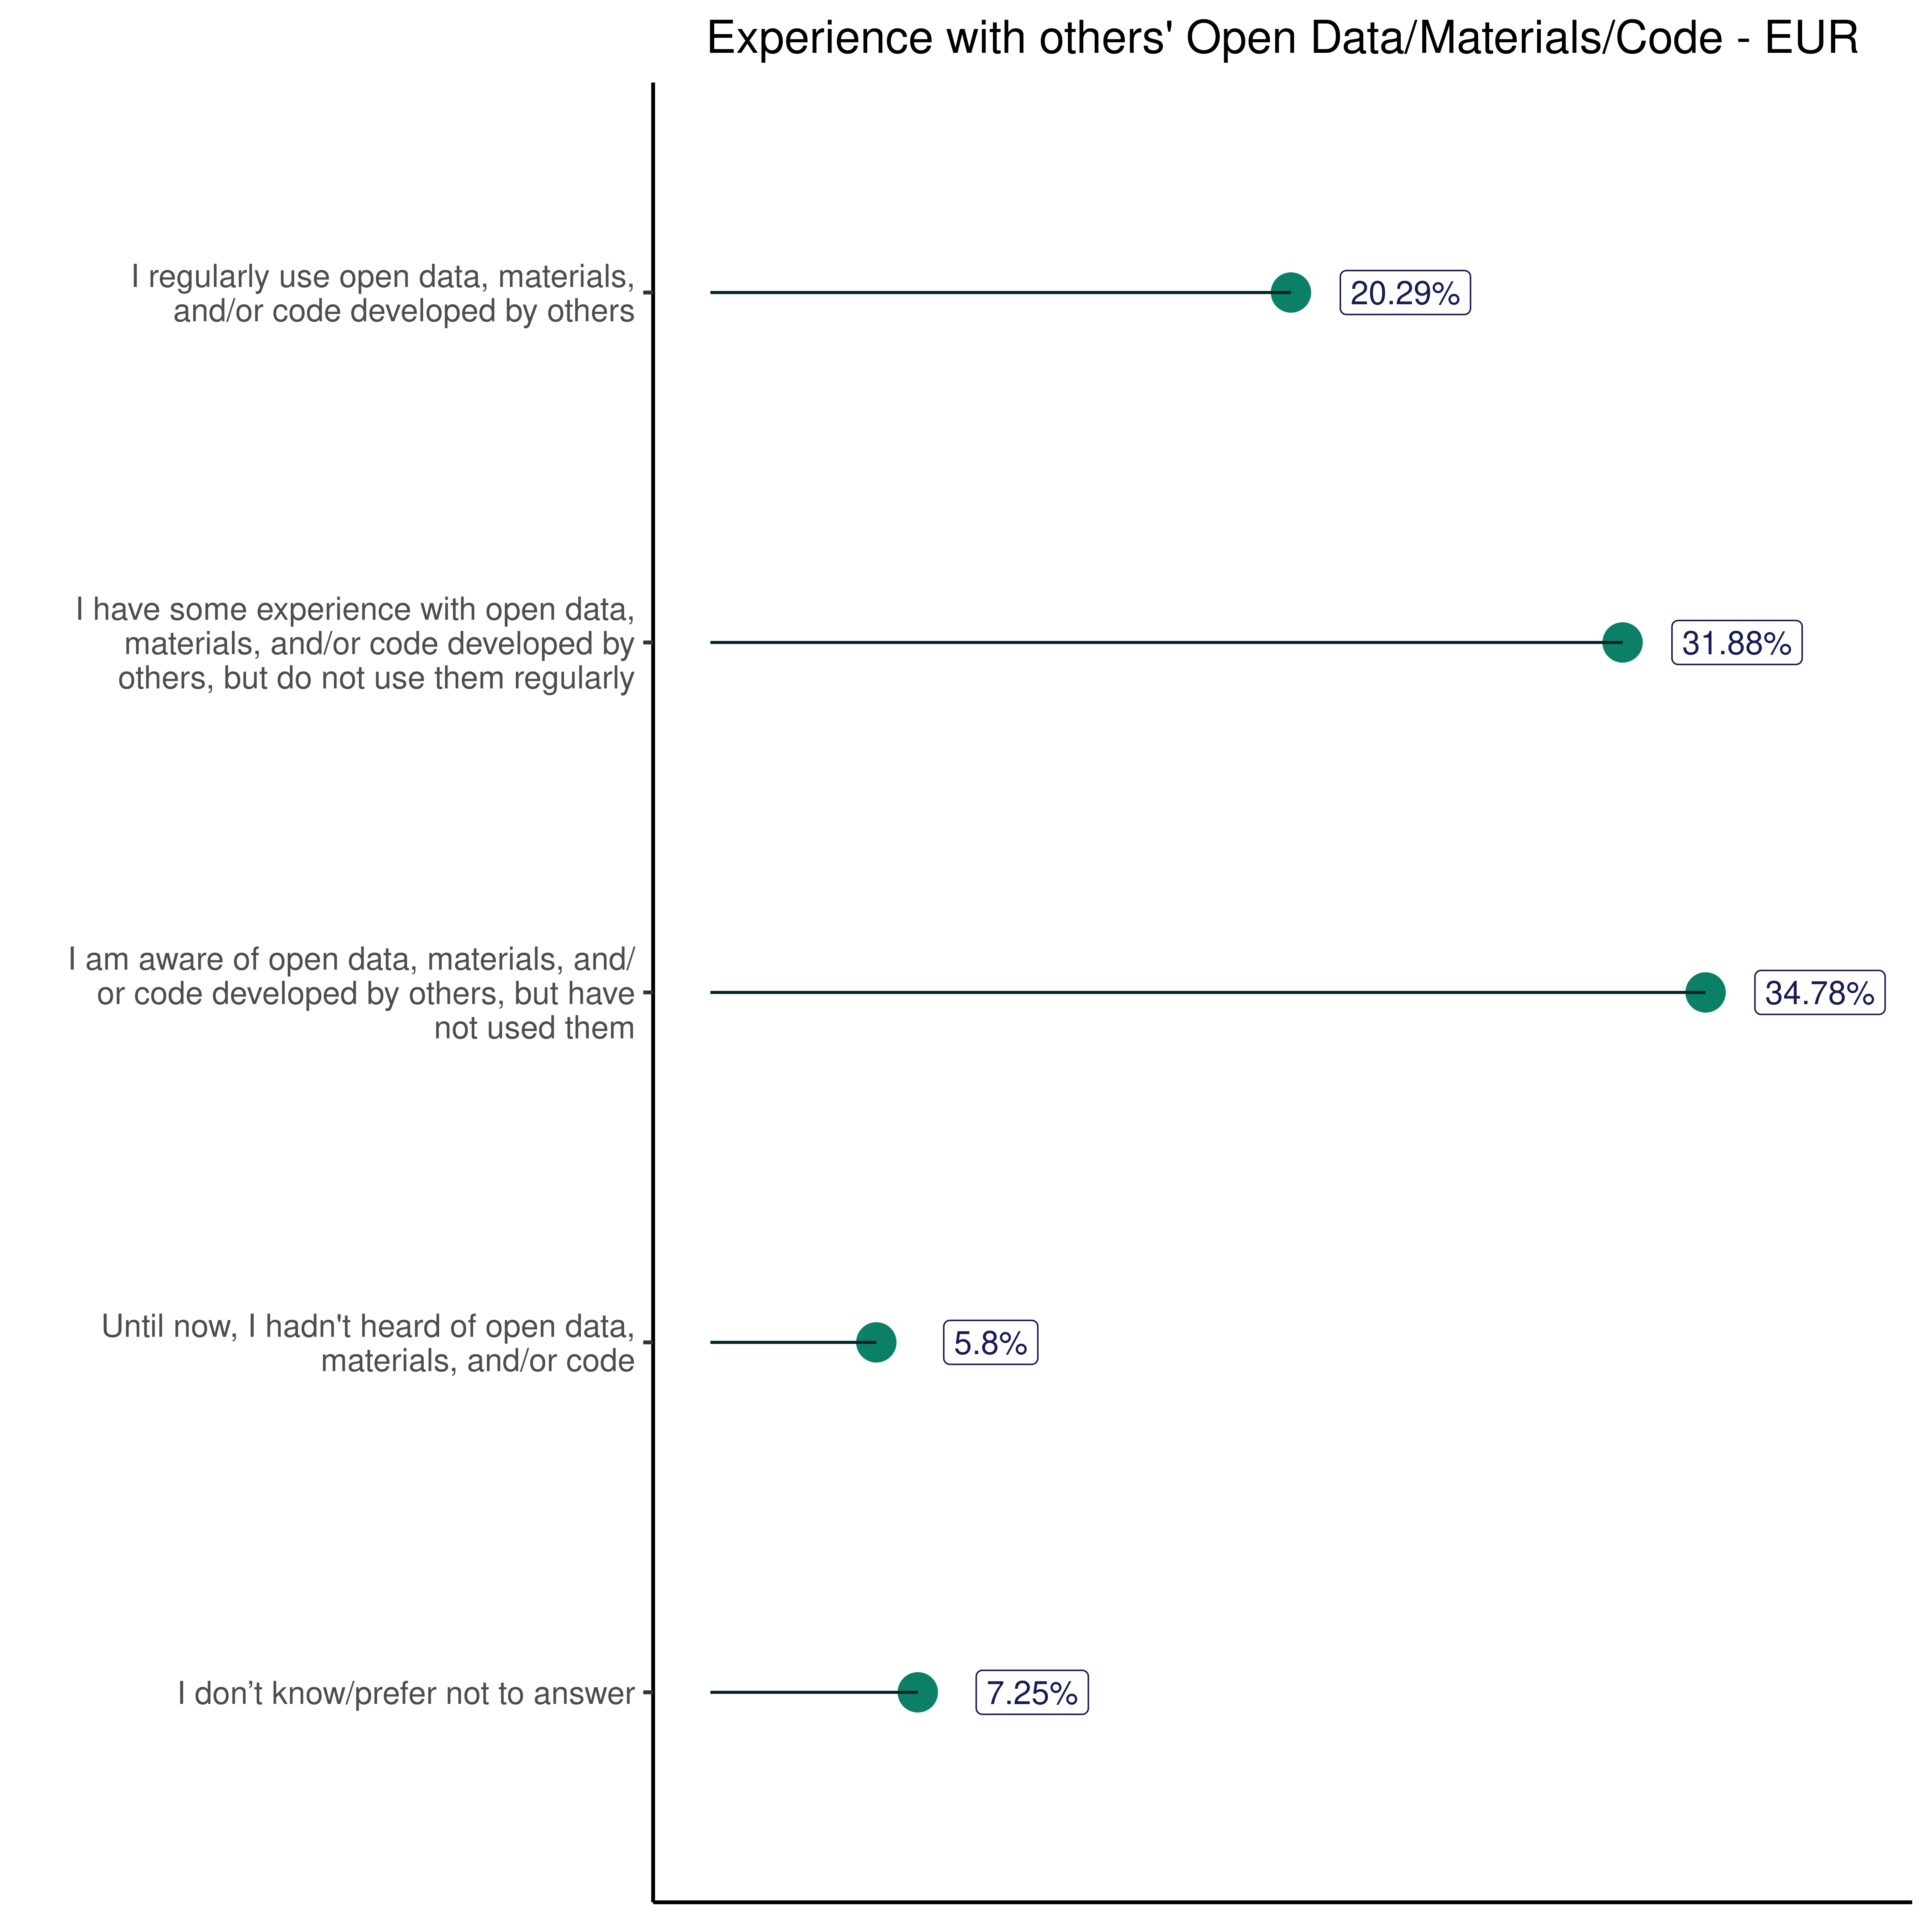 Experience with others' Open Data/Materials/Code - EUR
I regularly use open data, materials,
and/or code developed by others
20.29%
I have some experience with open data,
materials, and/or code developed by
others, but do not use them regularly
31.88%
I am aware of open data, materials, and/
or code developed by others, but have
not used them
34.78%
Until now, I hadn't heard of open data,
materials, and/or code
5.8%
I don’t know/prefer not to answer
7.25%